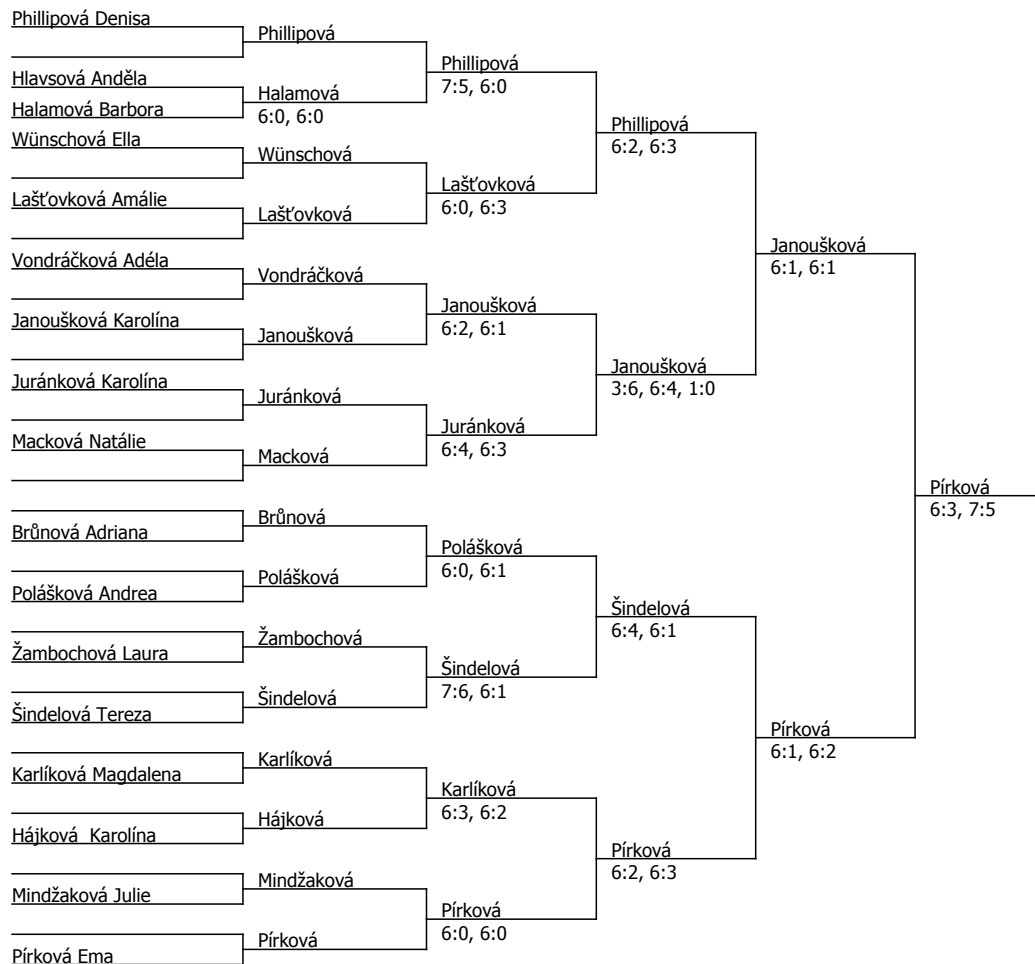 Phillipová Denisa
Hlavsová Anděla
Halamová Barbora
Wünschová Ella
Lašťovková Amálie
Vondráčková Adéla
Janoušková Karolína
Juránková Karolína
Macková Natálie
Brůnová Adriana
Polášková Andrea
Žambochová Laura
Šindelová Tereza
Karlíková Magdalena
Hájková Karolína
Mindžaková Julie
Pírková Ema
Phillipová
Halamová
6:0, 6:0
Wünschová
Lašťovková
Vondráčková
Janoušková
Juránková
Macková
Brůnová
Polášková
Žambochová
Šindelová
Karlíková
Hájková
Mindžaková
Pírková
Phillipová
7:5, 6:0
Lašťovková
6:0, 6:3
Janoušková
6:2, 6:1
Juránková
6:4, 6:3
Polášková
6:0, 6:1
Šindelová
7:6, 6:1
Karlíková
6:3, 6:2
Pírková
6:0, 6:0
Phillipová
6:2, 6:3
Janoušková
3:6, 6:4, 1:0
Šindelová
6:4, 6:1
Pírková
6:2, 6:3
Janoušková
6:1, 6:1
Pírková
6:1, 6:2
Pírková
6:3, 7:5